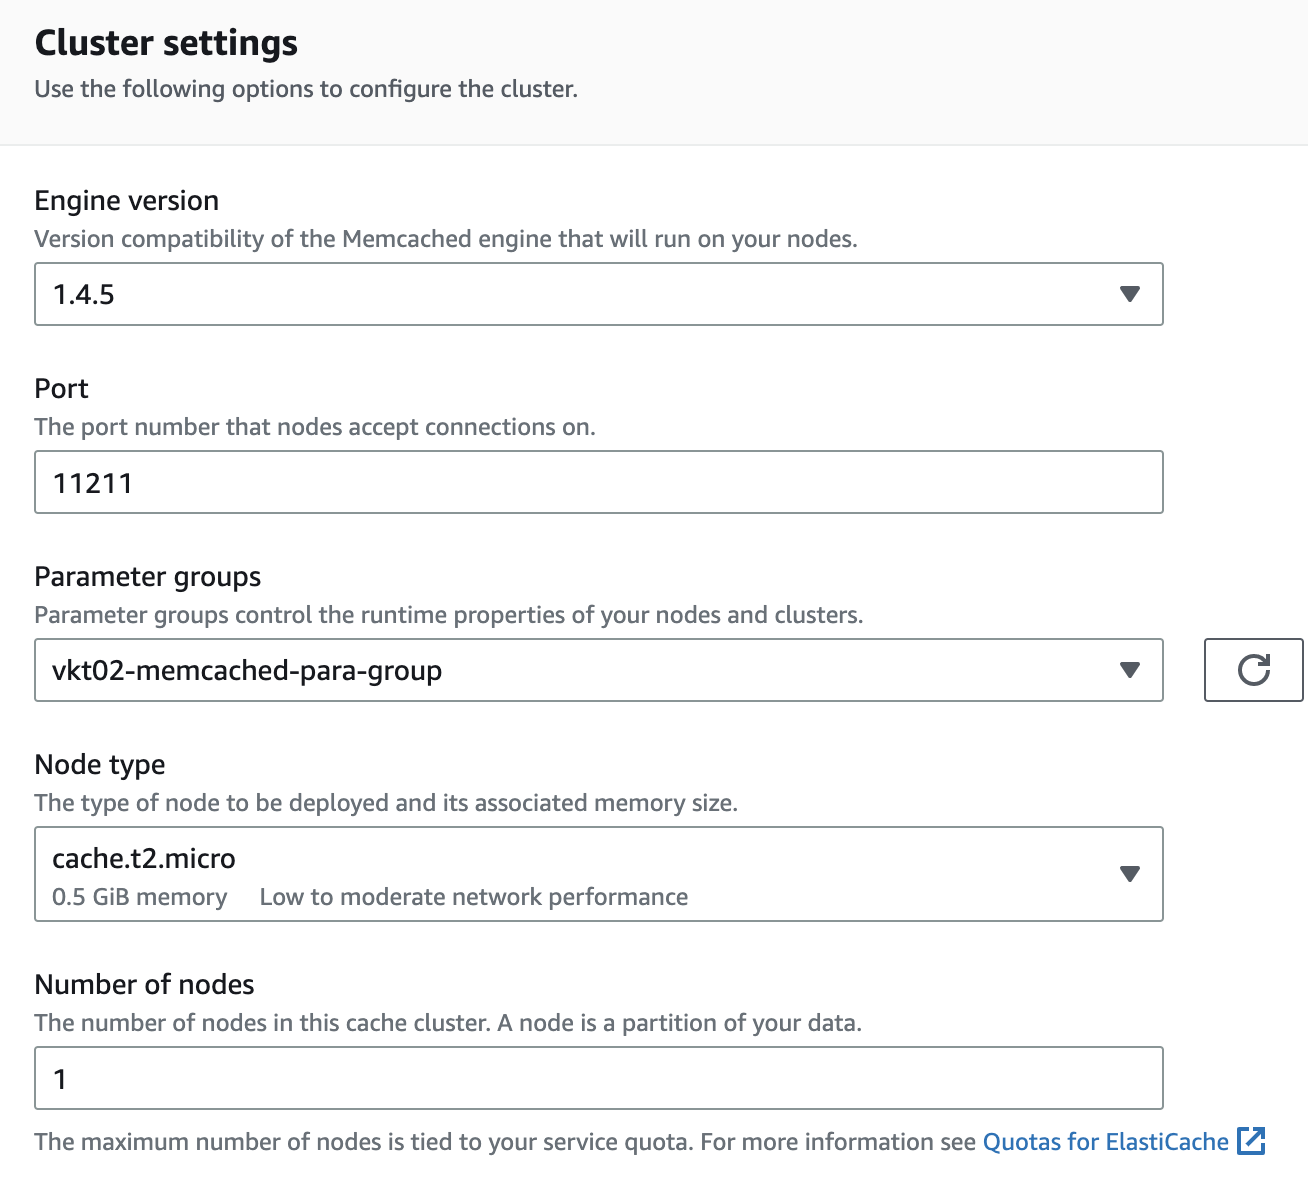 Cluster settings
Use the following options to configure the cluster.
Engine version
Version compatibility of the Memcached engine that will run on your nodes.
1.4.5
Port
The port number that nodes accept connections on.
11211
Parameter groups
Parameter groups control the runtime properties of your nodes and clusters.
vkt02-memcached-para-group
Node type
The type of node to be deployed and its associated memory size.
cache.t2.micro
0.5 GiB memory Low to moderate network performance
Number of nodes
The number of nodes in this cache cluster. A node is a partition of your data.
1
The maximum number of nodes is tied to your service quota. For more information see Quotas for ElastiCache